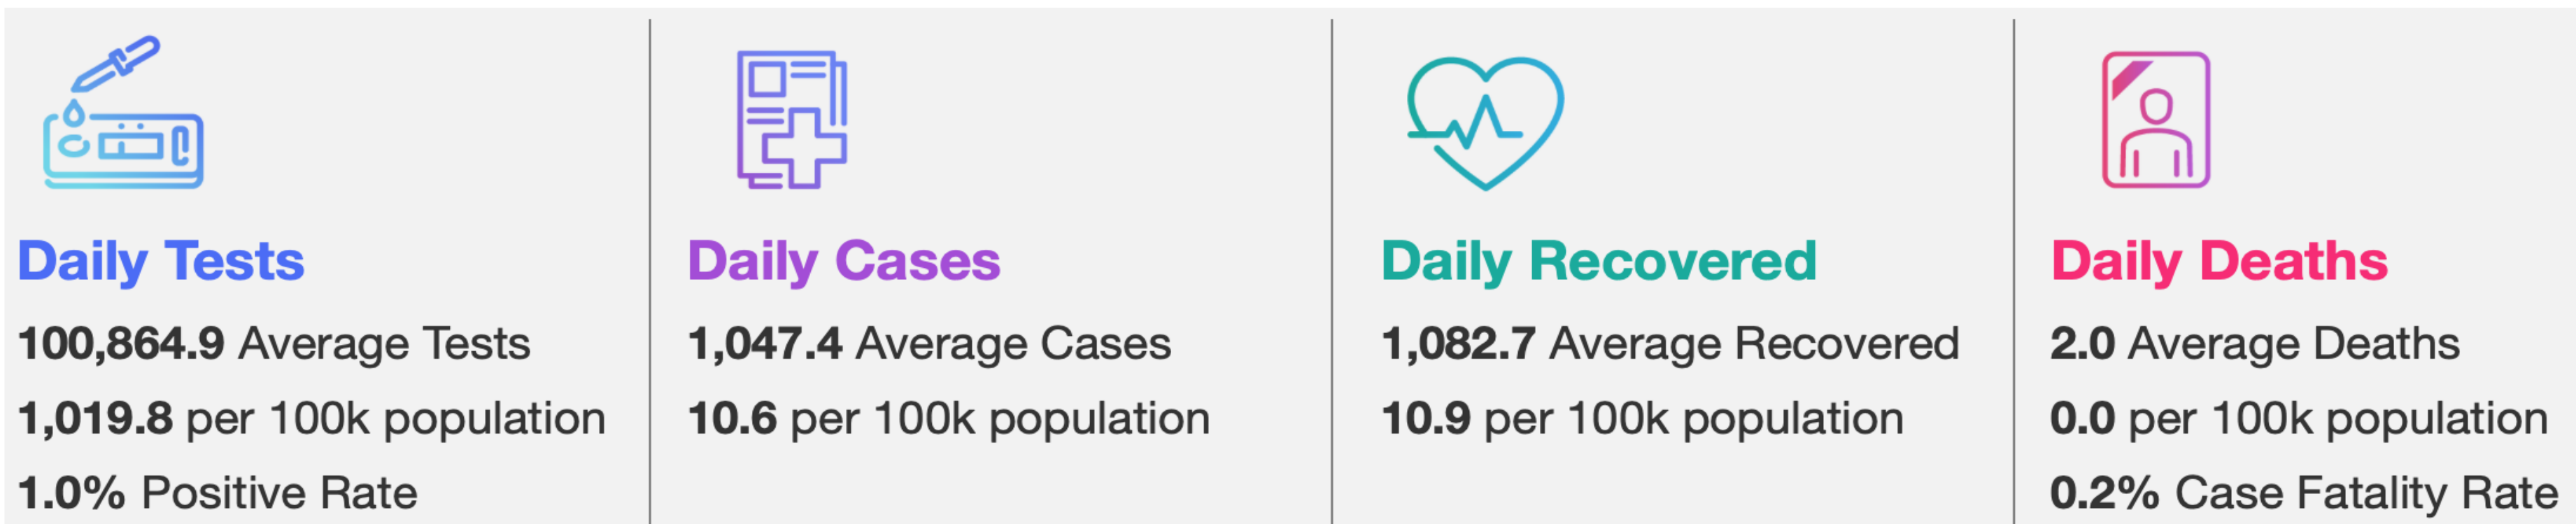 Daily Tests
100,864.9 Average Tests
1,019.8 per 100k population
1.0% Positive Rate
Daily Cases
1,047.4 Average Cases
10.6 per 100k population
Daily Recovered
1,082.7 Average Recovered
10.9 per 100k population
Daily Deaths
2.0 Average Deaths
0.0 per 100k population
0.2% Case Fatality Rate